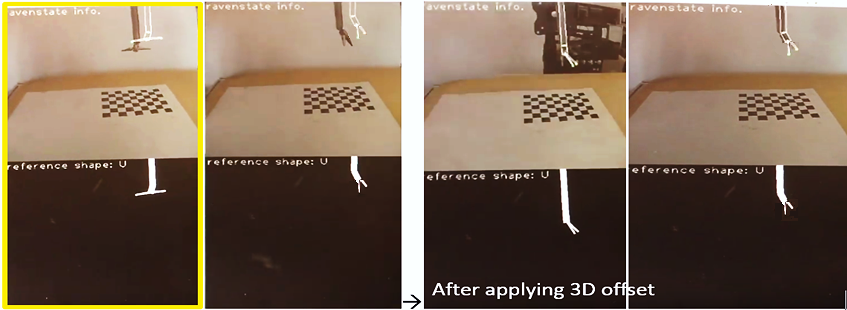 ravenstate info.
ravenstate info.
ravenstate info.
ravenstate info.
reference shape: U
reference shape: U
eference shape: U
eference shape: U
After applying 3D offset